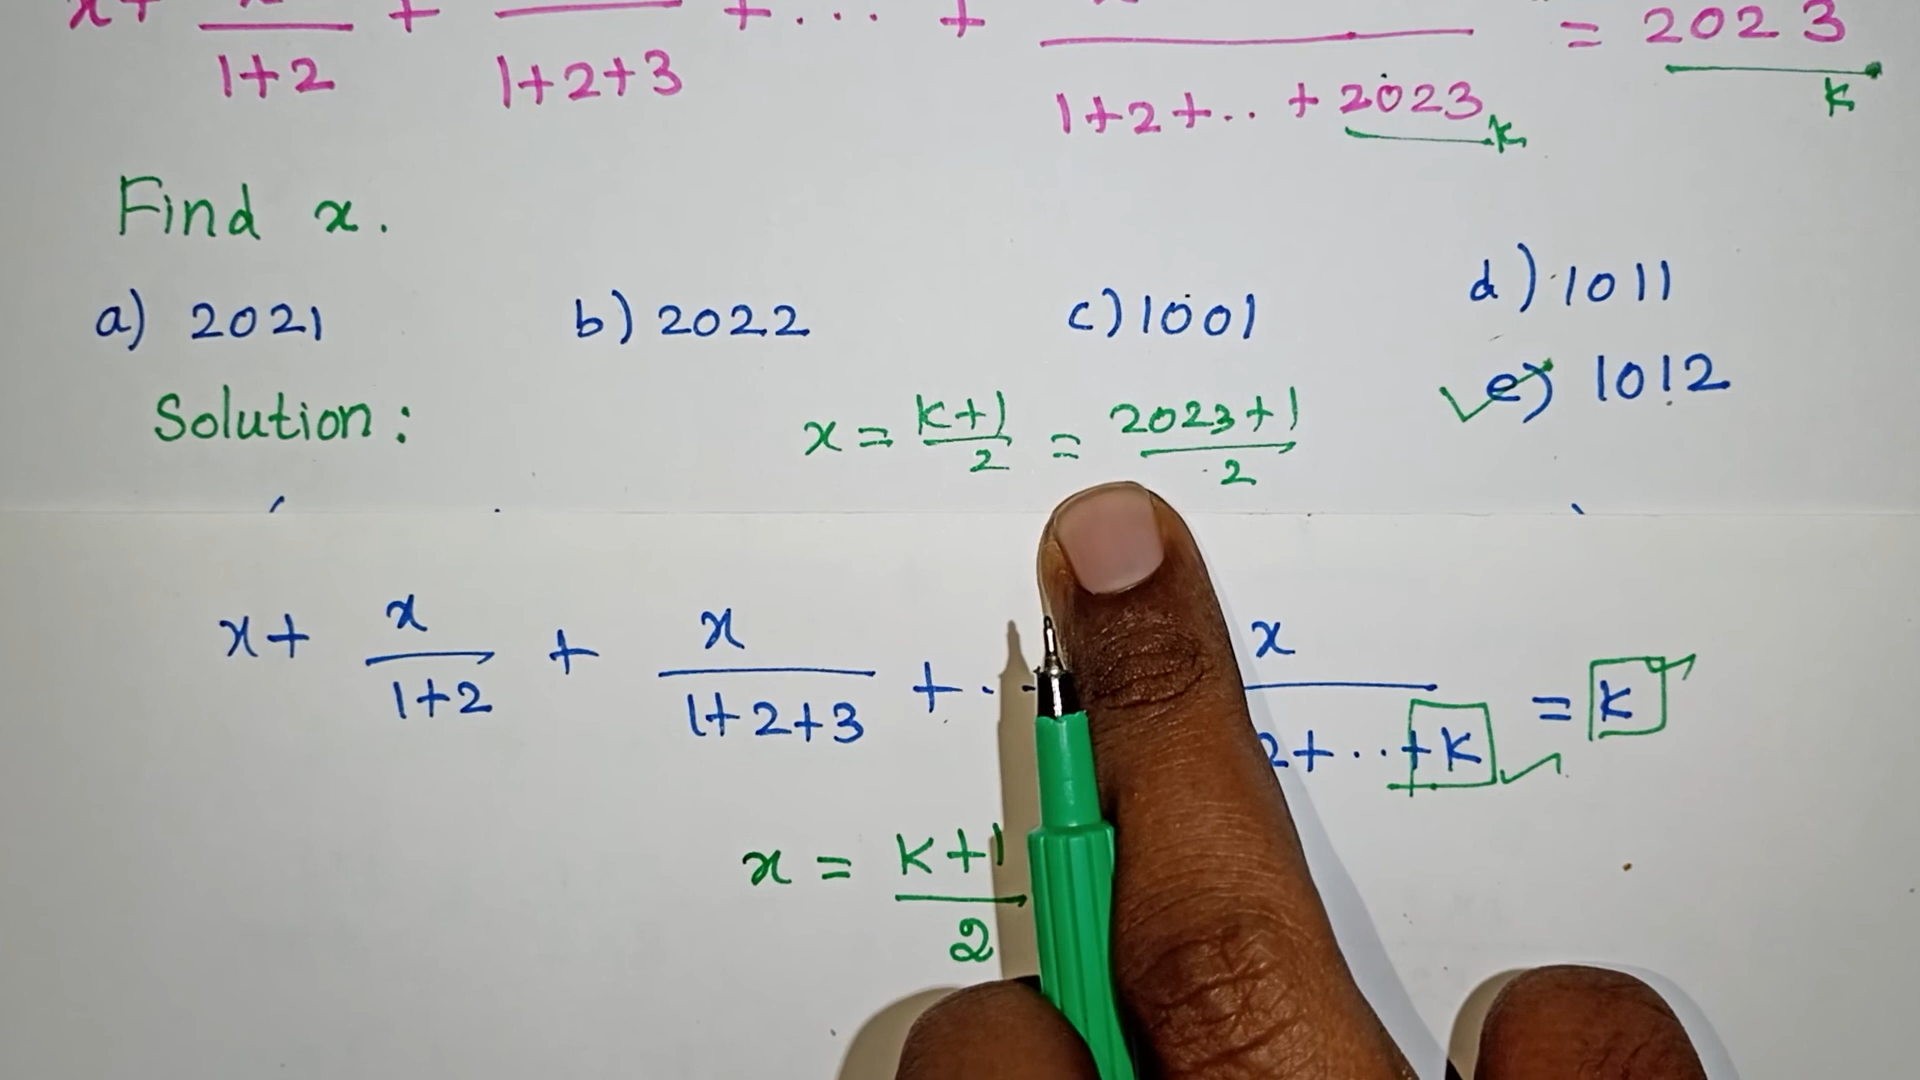 x + x/1+2 + /1+2+3 + ... + /1+2+..+2023 = 2023
k k
Find x.
a) 2021 b) 2022 c) 1001 d) 1011
e) 1012
Solution: x = k+1/2 = 2023+1/2
x + x/1+2 + x/1+2+3 + .. x/2+..+k = k
x = k+1/2